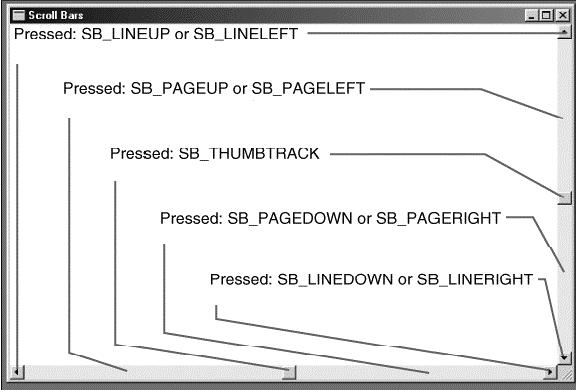 Scroll Bars
Pressed: SB_LINEUP or SB_LINELEFT
Pressed: SB_PAGEUP or SB_PAGELEFT
Pressed: SB_THUMBTRACK
Pressed: SB_PAGEDOWN or SB_PAGERIGHT
Pressed: SB_LINEDOWN or SB_LINERIGHT